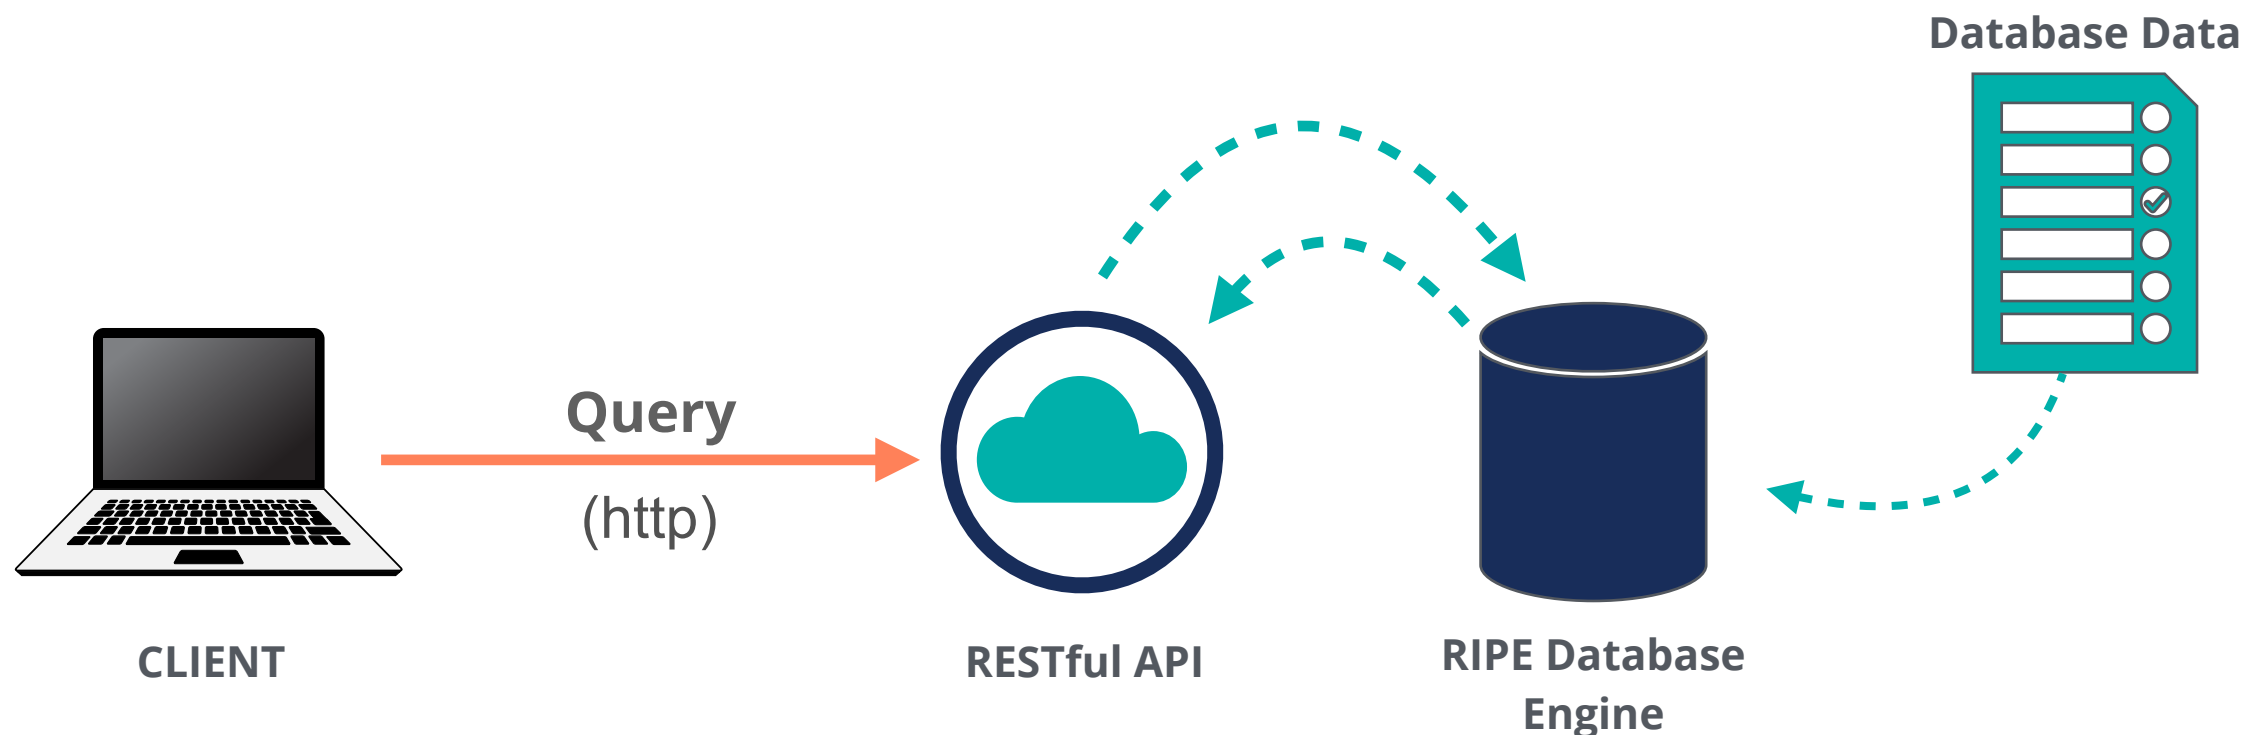 Database Data
Query
(http)
CLIENT
RESTful API
RIPE Database
Engine